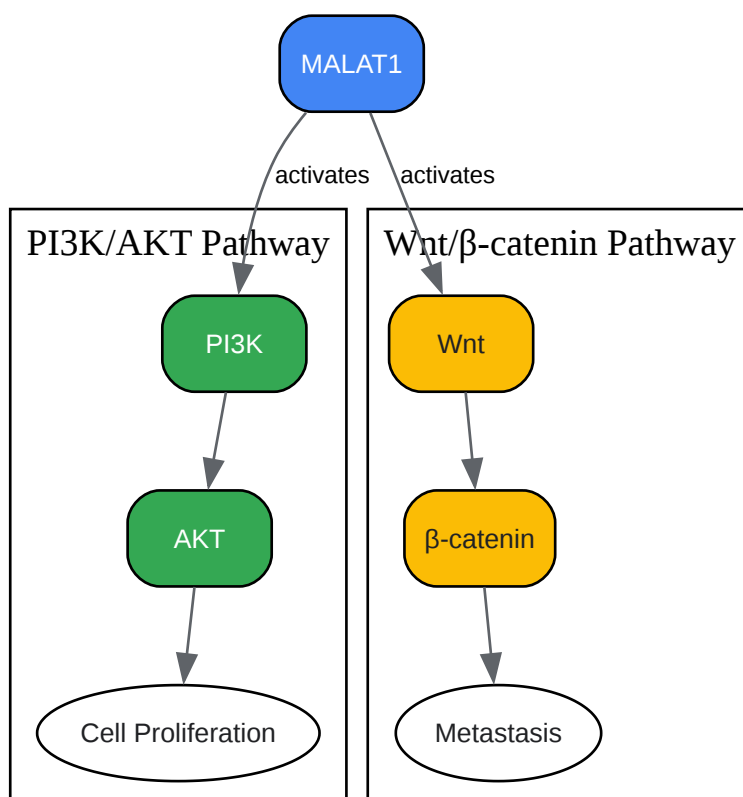 MALAT1
activates
activates
PI3K/AKT Pathway
Wnt/β-catenin Pathway
PI3K
Wnt
AKT
β-catenin
Cell Proliferation
Metastasis